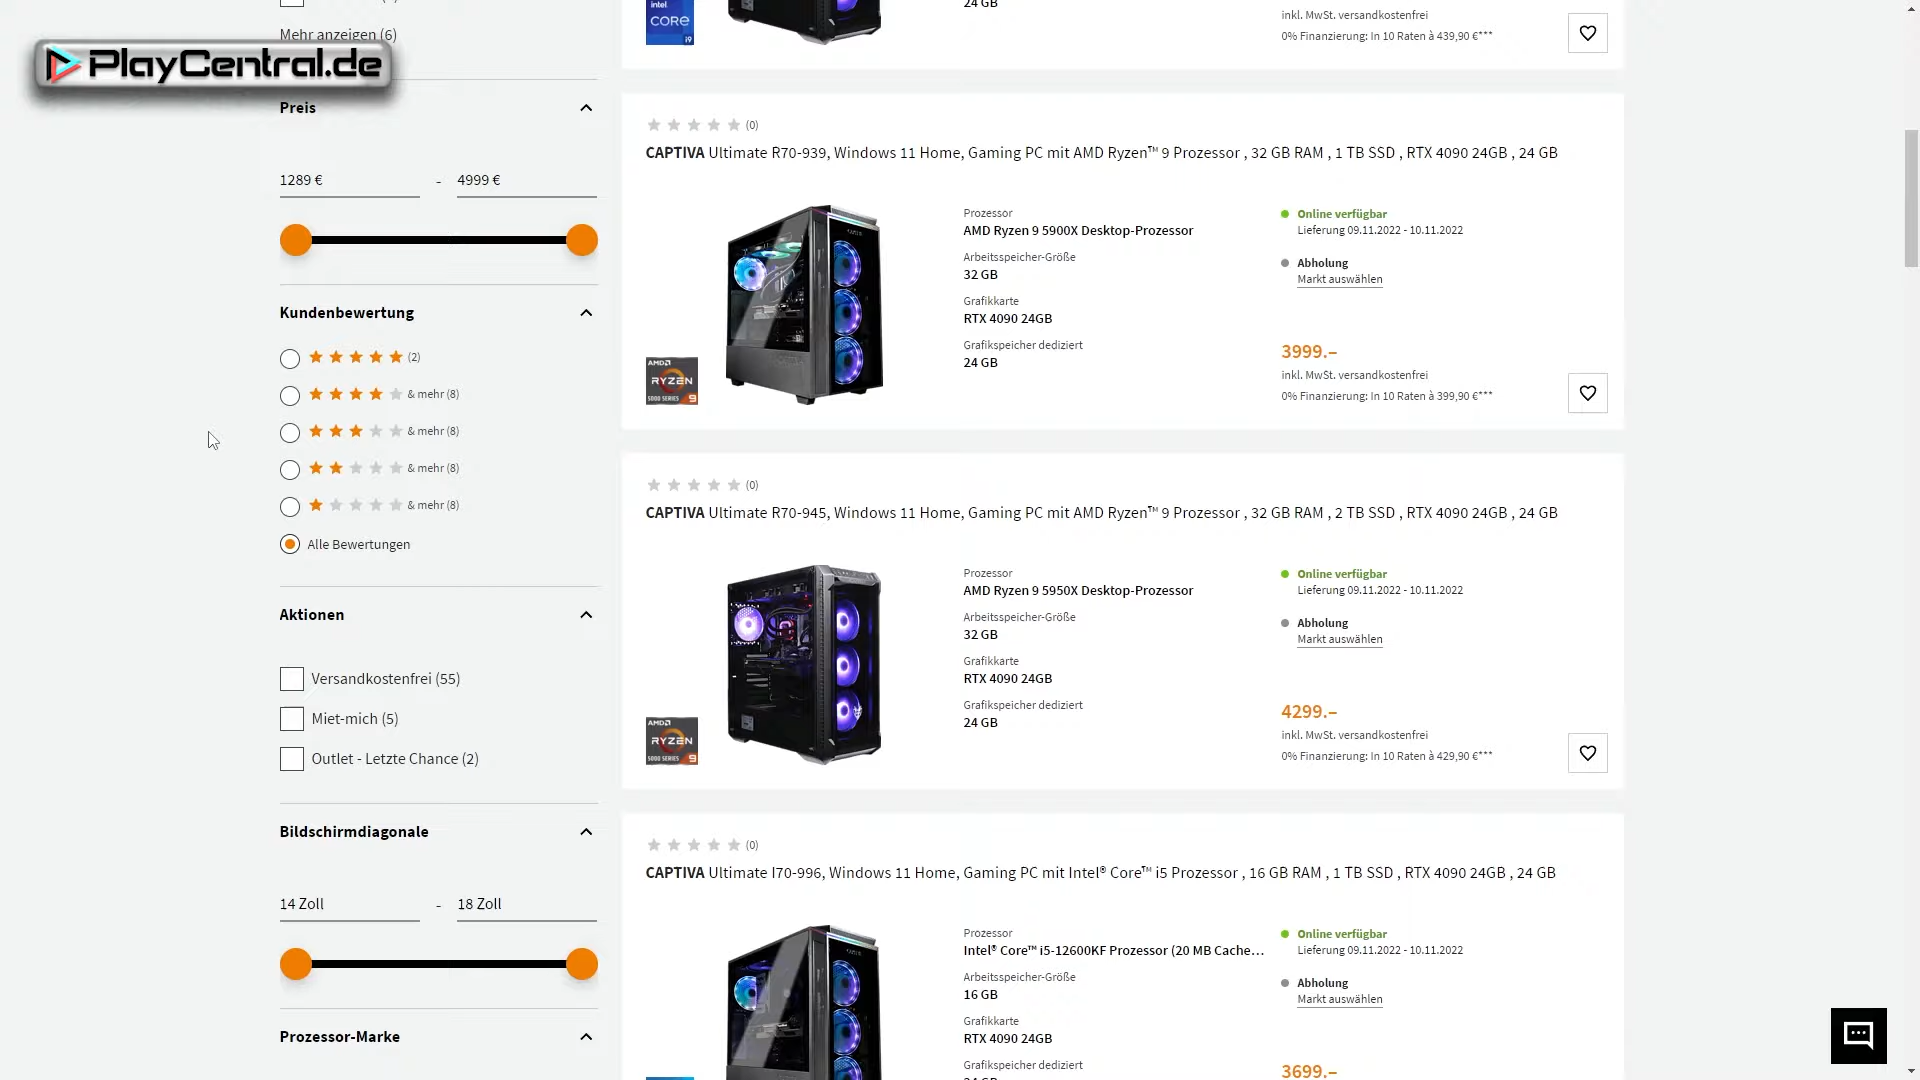 Mehr anzeigen (6)
PlayCentral.de
Preis
1289 €
-
4999 €
Kundenbewertung
(2)
& mehr (8)
& mehr (8)
& mehr (8)
& mehr (8)
Alle Bewertungen
Aktionen
Versandkostenfrei (55)
Miet-mich (5)
Outlet - Letzte Chance (2)
Bildschirmdiagonale
14 Zoll
-
18 Zoll
Prozessor-Marke
intel
CORE
i9
24 GB
inkl. MwSt. versandkostenfrei
0% Finanzierung: In 10 Raten à 439,90 €***
(0)
CAPTIVA Ultimate R70-939, Windows 11 Home, Gaming PC mit AMD Ryzen™ 9 Prozessor , 32 GB RAM , 1 TB SSD , RTX 4090 24GB , 24 GB
AMD
RYZEN
5000 SERIES 9
Prozessor
AMD Ryzen 9 5900X Desktop-Prozessor
Arbeitsspeicher-Größe
32 GB
Grafikkarte
RTX 4090 24GB
Grafikspeicher dediziert
24 GB
Online verfügbar
Lieferung 09.11.2022 - 10.11.2022
Abholung
Markt auswählen
3999.–
inkl. MwSt. versandkostenfrei
0% Finanzierung: In 10 Raten à 399,90 €***
(0)
CAPTIVA Ultimate R70-945, Windows 11 Home, Gaming PC mit AMD Ryzen™ 9 Prozessor , 32 GB RAM , 2 TB SSD , RTX 4090 24GB , 24 GB
AMD
RYZEN
5000 SERIES 9
Prozessor
AMD Ryzen 9 5950X Desktop-Prozessor
Arbeitsspeicher-Größe
32 GB
Grafikkarte
RTX 4090 24GB
Grafikspeicher dediziert
24 GB
Online verfügbar
Lieferung 09.11.2022 - 10.11.2022
Abholung
Markt auswählen
4299.–
inkl. MwSt. versandkostenfrei
0% Finanzierung: In 10 Raten à 429,90 €***
(0)
CAPTIVA Ultimate I70-996, Windows 11 Home, Gaming PC mit Intel® Core™ i5 Prozessor , 16 GB RAM , 1 TB SSD , RTX 4090 24GB , 24 GB
Prozessor
Intel® Core™ i5-12600KF Prozessor (20 MB Cache…
Arbeitsspeicher-Größe
16 GB
Grafikkarte
RTX 4090 24GB
Grafikspeicher dediziert
24 GB
Online verfügbar
Lieferung 09.11.2022 - 10.11.2022
Abholung
Markt auswählen
3699.–